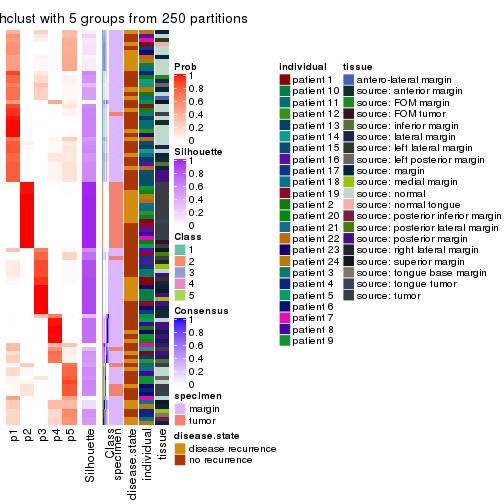 hclust with 5 groups from 250 partitions
Prob
1
0.8
0.6
0.4
0.2
0
Silhouette
1
0.8
0.6
0.4
0.2
0
Class
1
2
3
4
5
Consensus
1
0.8
0.6
0.4
0.2
0
specimen
margin
tumor
disease.state
disease recurrence
no recurrence
individual
patient 1
patient 10
patient 11
patient 12
patient 13
patient 14
patient 15
patient 16
patient 17
patient 18
patient 19
patient 2
patient 20
patient 21
patient 22
patient 23
patient 24
patient 3
patient 4
patient 5
patient 6
patient 7
patient 8
patient 9
tissue
antero-lateral margin
source: anterior margin
source: FOM margin
source: FOM tumor
source: inferior margin
source: lateral margin
source: left lateral margin
source: left posterior margin
source: margin
source: medial margin
source: normal
source: normal tongue
source: posterior inferior margin
source: posterior lateral margin
source: posterior margin
source: right lateral margin
source: superior margin
source: tongue base margin
source: tongue tumor
source: tumor
p1
p2
p3
p4
p5
Silhouette
Class
specimen
disease.state
individual
tissue